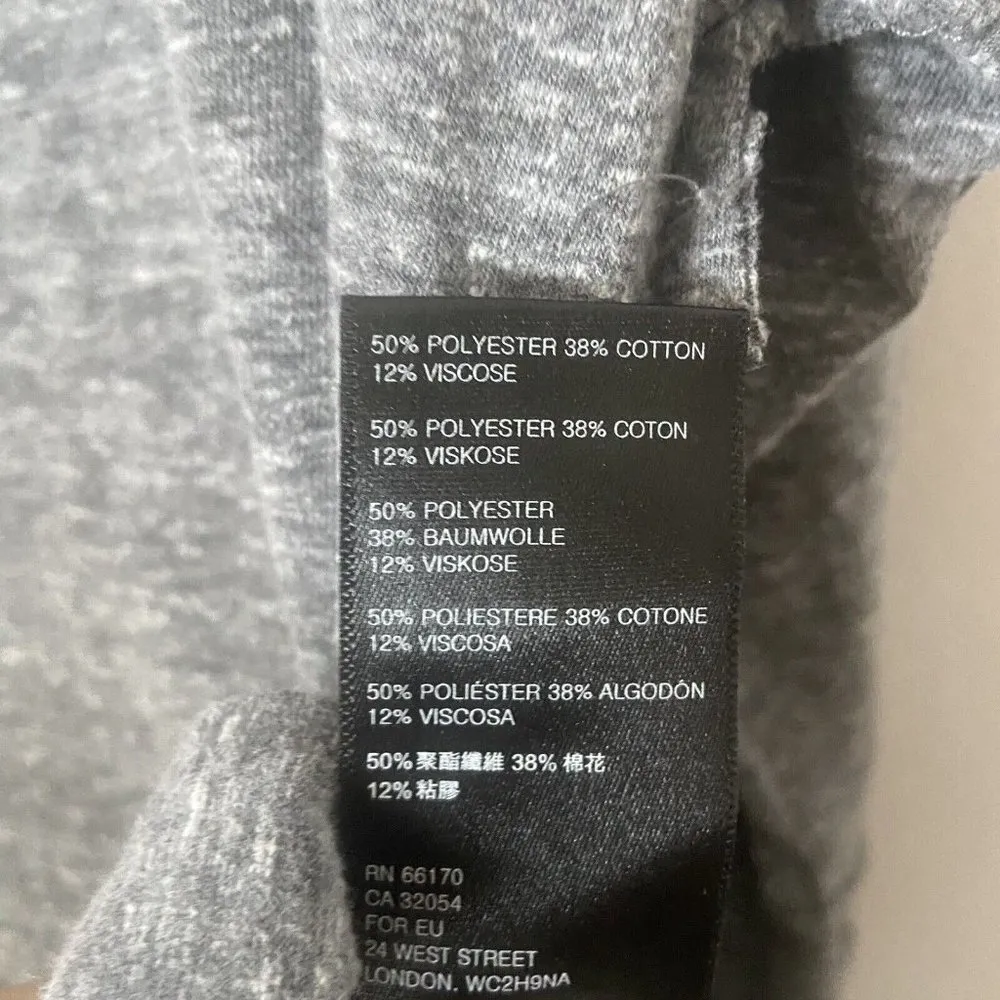 50% POLYESTER 38% COTTON
12% VISCOSE
50% POLYESTER 38% COTON
12% VISKOSE
50% POLYESTER
38% BAUMWOLLE
12% VISKOSE
50% POLIESTERE 38% COTONE
12% VISCOSA
50% POLIÉSTER 38% ALGODÓN
12% VISCOSA
50% 聚酯纖維 38% 棉花
12% 粘膠
RN 66170
CA 32054
FOR EU
24 WEST STREET
LONDON. WC2H9NA